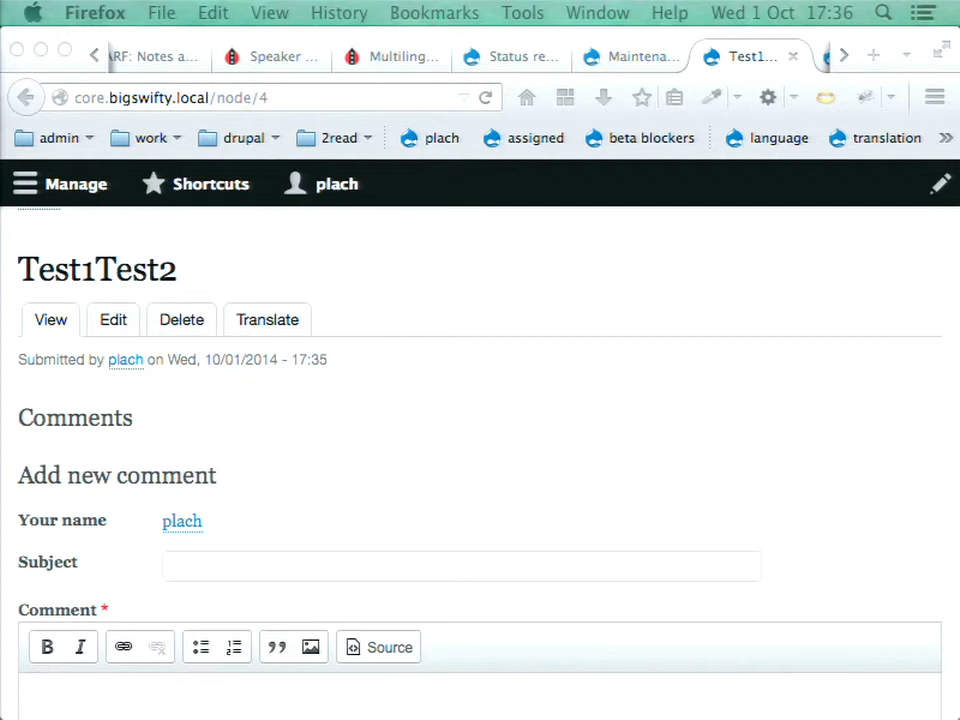 Firefox File Edit View History Bookmarks Tools Window Help Wed 1 Oct 17:36
RF: Notes a... Speaker ... Multiling... Status re... Maintena... Test1...
core.bigswifty.local/node/4
admin work drupal 2read plach assigned beta blockers language translation
Manage Shortcuts plach
Test1Test2
View Edit Delete Translate
Submitted by plach on Wed, 10/01/2014 - 17:35
Comments
Add new comment
Your name plach
Subject
Comment *
B I Source